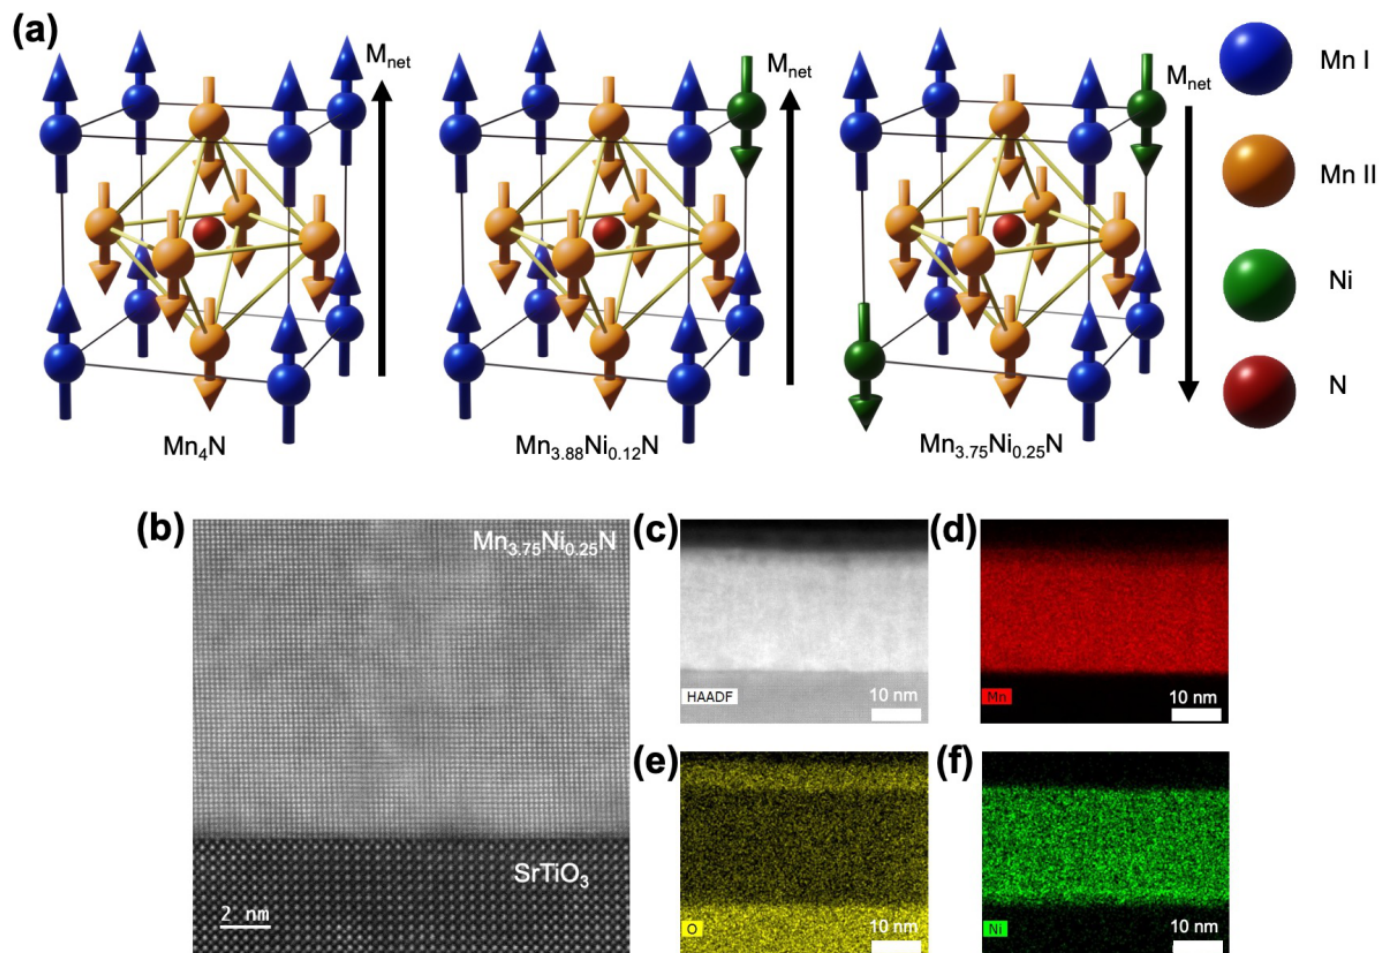 (a)
M_net
M_net
M_net
Mn I
Mn II
Ni
N
Mn₄N
Mn₃.₈₈Ni₀.₁₂N
Mn₃.₇₅Ni₀.₂₅N
(b)
Mn₃.₇₅Ni₀.₂₅N
SrTiO₃
2 nm
(c)
HAADF
10 nm
(d)
Mn
10 nm
(e)
O
10 nm
(f)
Ni
10 nm